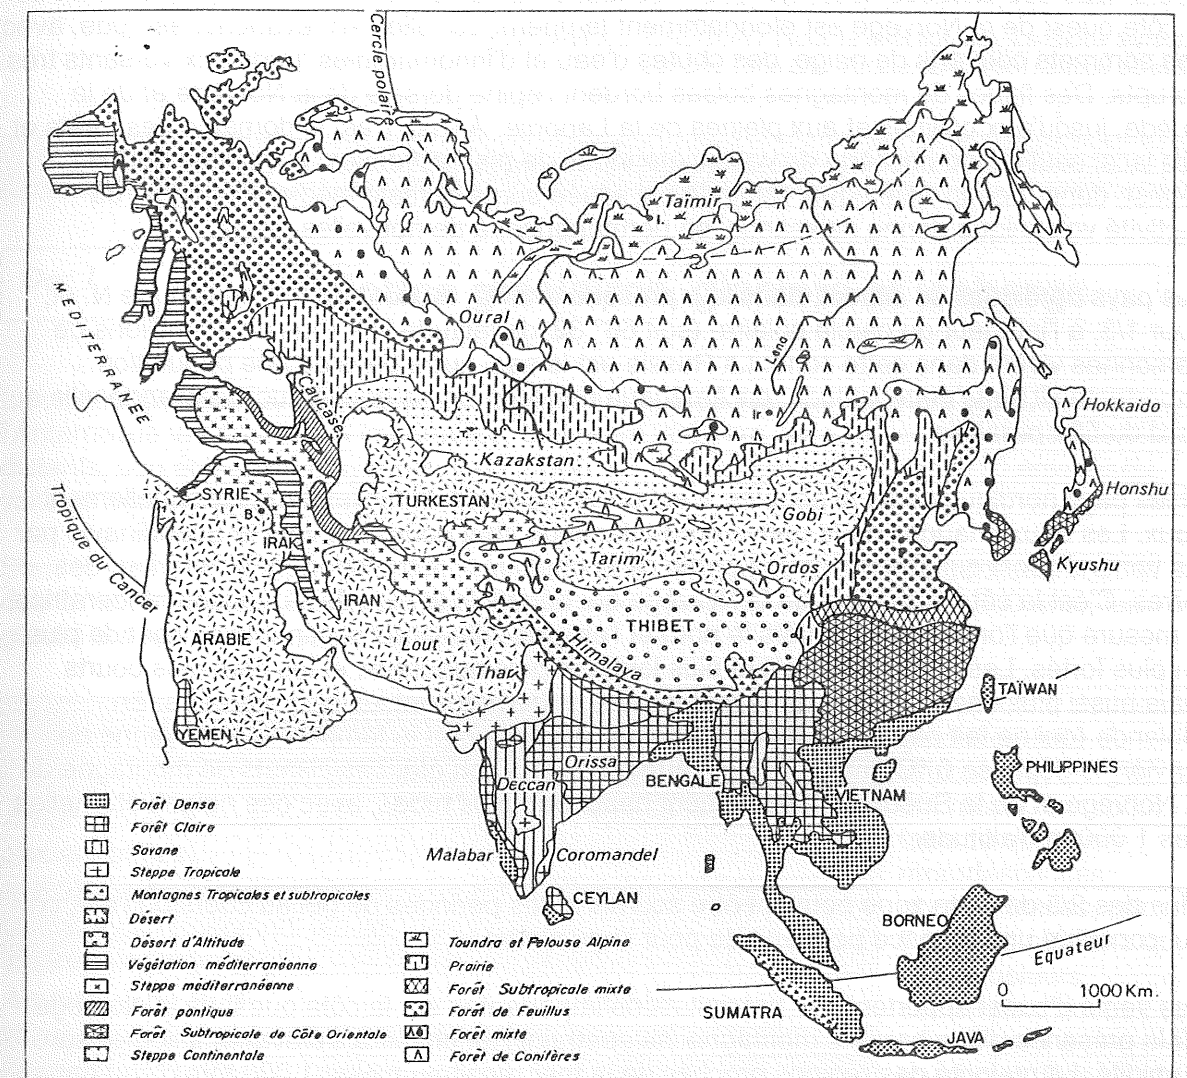 Cercle polaire
Taimir
MEDITERRANEE
Oural
Lena
Caucase
Ir
Hokkaido
Kazakstan
Honshu
SYRIE
TURKESTAN
Gobi
B.
Tropique du Cancer
IRAK
Tarim
Ordos
Kyushu
IRAN
THIBET
ARABIE
Lout
Himalaya
Thar
TAÏWAN
YEMEN
Orissa
PHILIPPINES
BENGALE
Deccan
VIETNAM
Malabar
Coromandel
CEYLAN
BORNEO
Equateur
SUMATRA
JAVA
0 1000 Km.
Forêt Dense
Forêt Claire
Savane
Steppe Tropicale
Montagnes Tropicales et subtropicales
Désert
Désert d'Altitude
Végétation méditerranéenne
Steppe méditerranéenne
Forêt pontique
Forêt Subtropicale de Côte Orientale
Steppe Continentale
Toundra et Pelouse Alpine
Prairie
Forêt Subtropicale mixte
Forêt de Feuillus
Forêt mixte
Forêt de Conifères